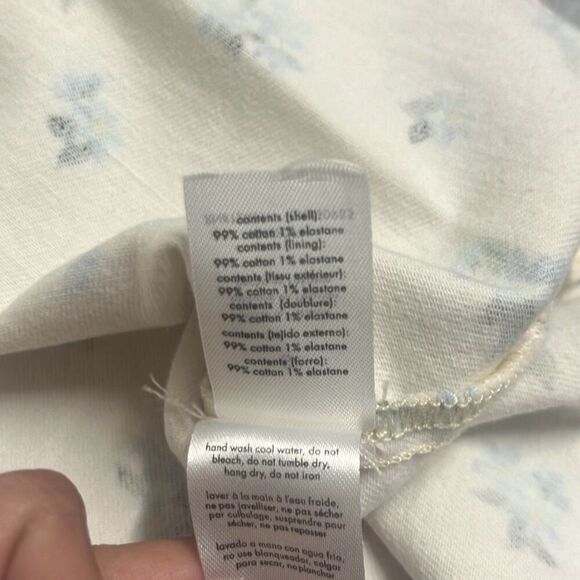 contents (shell):
99% cotton 1% elastane
contents (lining):
99% cotton 1% elastane
contents (tissu extérieur):
99% cotton 1% elastane
contents (doublure):
99% cotton 1% elastane
contents (tejido externo):
99% cotton 1% elastane
contents (forro):
99% cotton 1% elastane
hand wash cool water, do not
bleach, do not tumble dry,
hang dry, do not iron
laver à la main à l'eau froide,
ne pas javelliser, ne pas sécher
par culbulage, suspendre pour
sécher, ne pas repasser
lavado a mano con agua fria,
no use blanqueador, colgar
para secar, no planchar